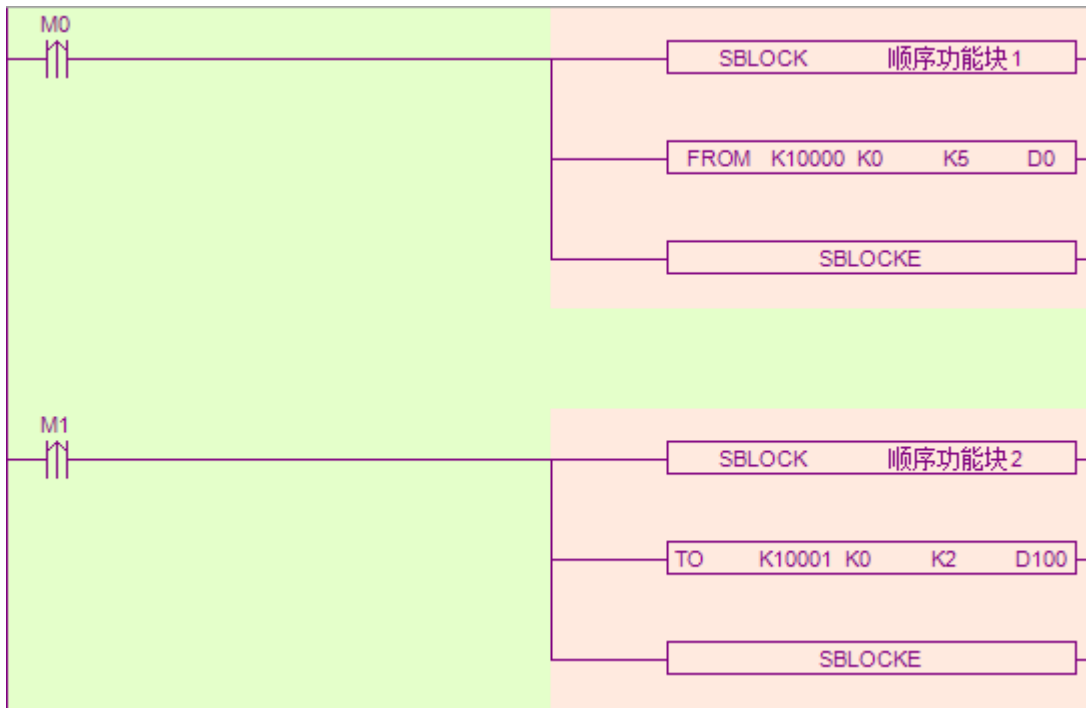 M0
SBLOCK 顺序功能块1
FROM K10000 K0 K5 D0
SBLOCKE
M1
SBLOCK 顺序功能块2
TO K10001 K0 K2 D100
SBLOCKE